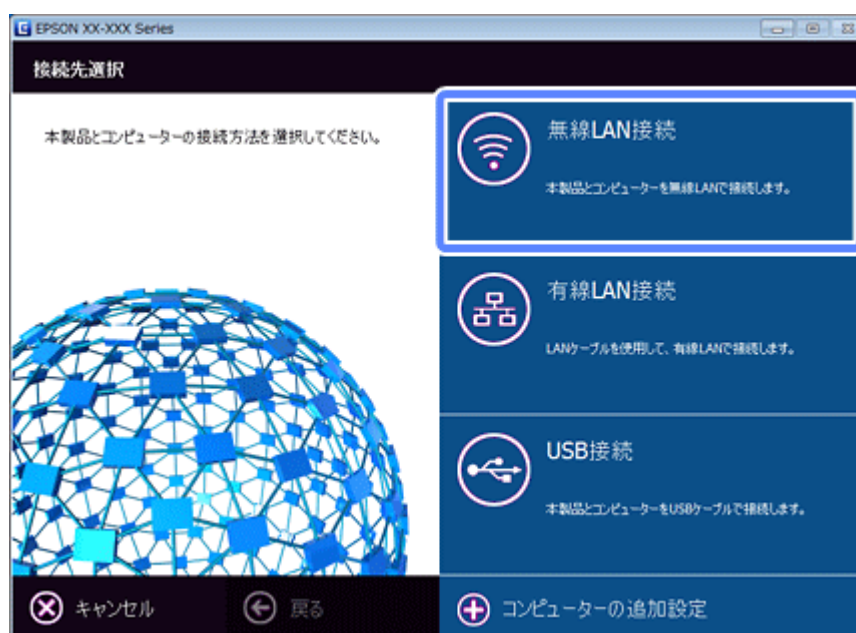 EPSON XX-XXX Series
接続先選択
本製品とコンピューターの接続方法を選択してください。
無線LAN接続
本製品とコンピューターを無線LANで接続します。
有線LAN接続
LANケーブルを使用して、有線LANで接続します。
USB接続
本製品とコンピューターをUSBケーブルで接続します。
キャンセル
戻る
コンピューターの追加設定